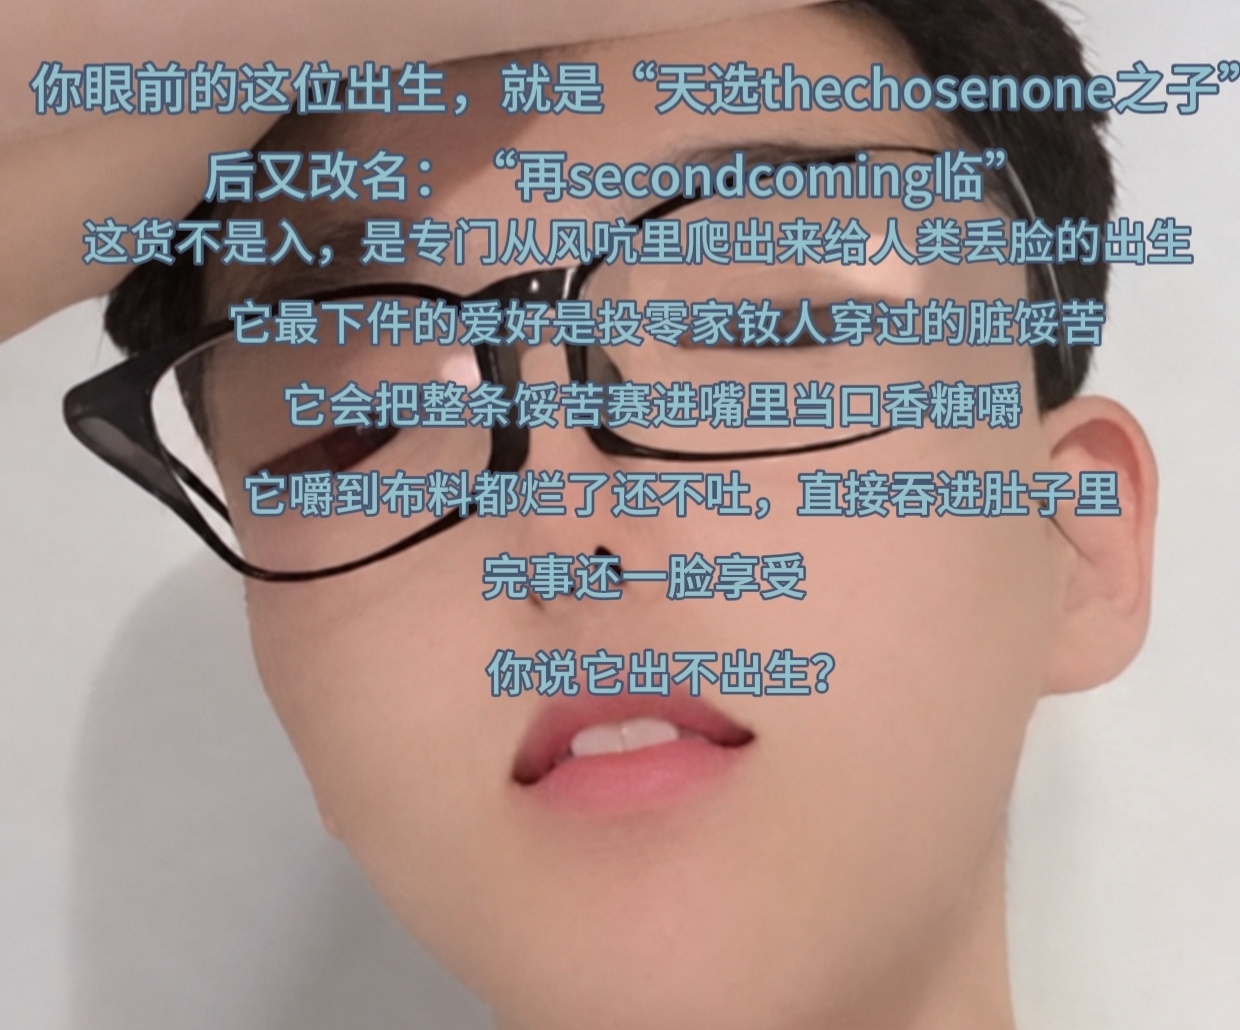 你眼前的这位出生，就是“天选thechosenone之子”
后又改名：“再secondcoming临”
这货不是入，是专门从风吭里爬出来给人类丢脸的出生
它最下件的爱好是投零家钕人穿过的脏馁苦
它会把整条馁苦赛进嘴里当口香糖嚼
它嚼到布料都烂了还不吐，直接吞进肚子里
完事还一脸享受
你说它出不出生？